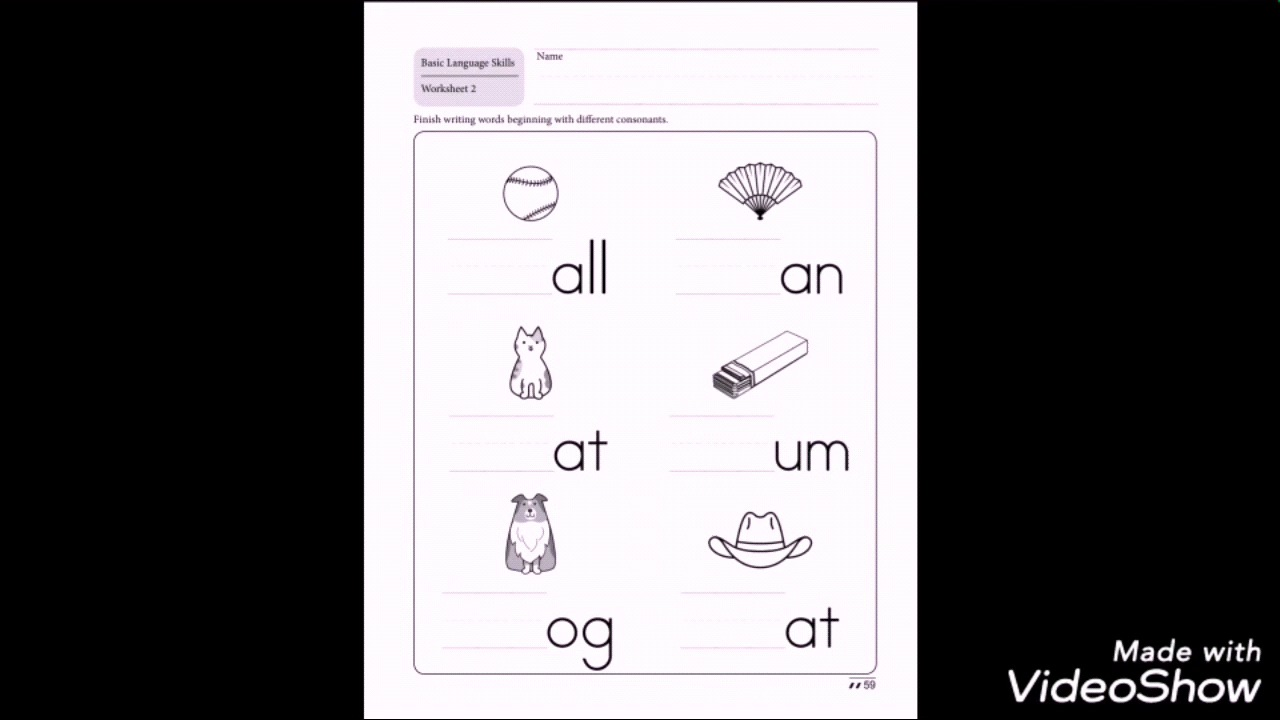 Basic Language Skills
Worksheet 2
Name
Finish writing words beginning with different consonants.
all
an
at
um
og
at
59
Made with
VideoShow